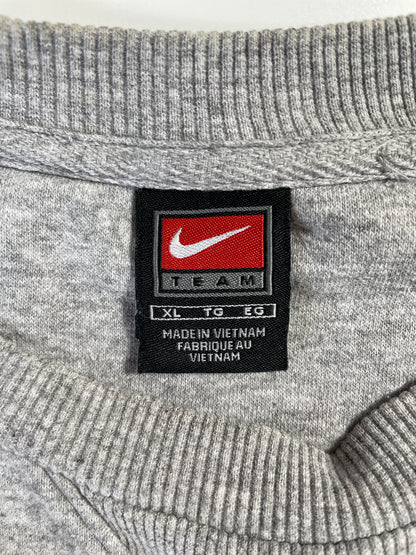 TEAM
XL TG EG
MADE IN VIETNAM
FABRIQUE AU
VIETNAM